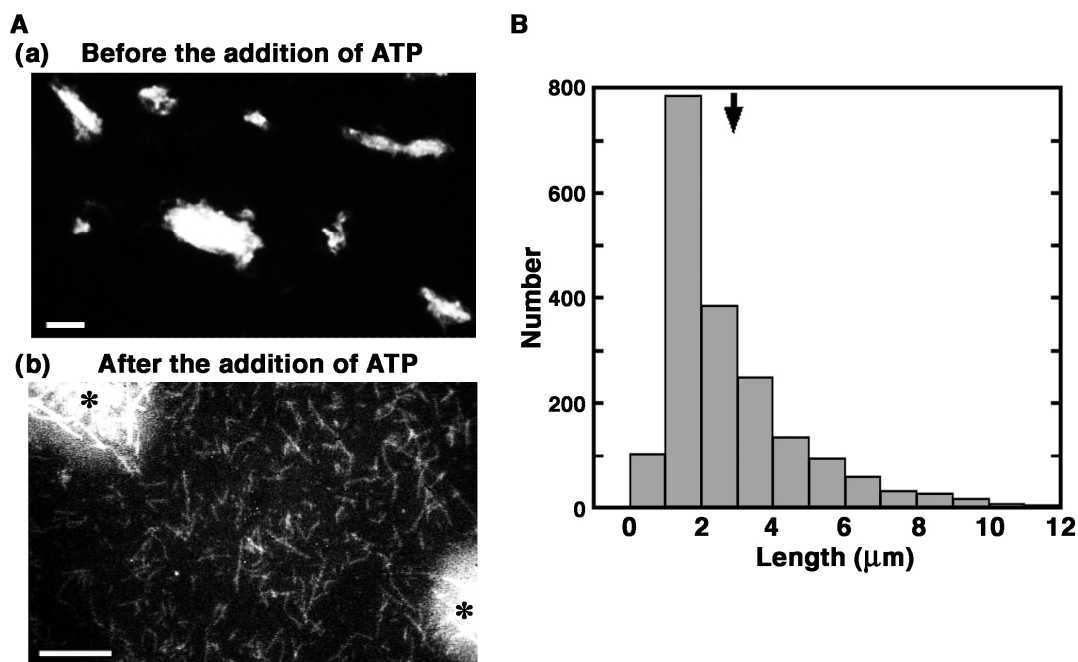 A
(a) Before the addition of ATP
(b) After the addition of ATP
*
*
B
800
600
400
200
0
Number
0 2 4 6 8 10 12
Length (μm)